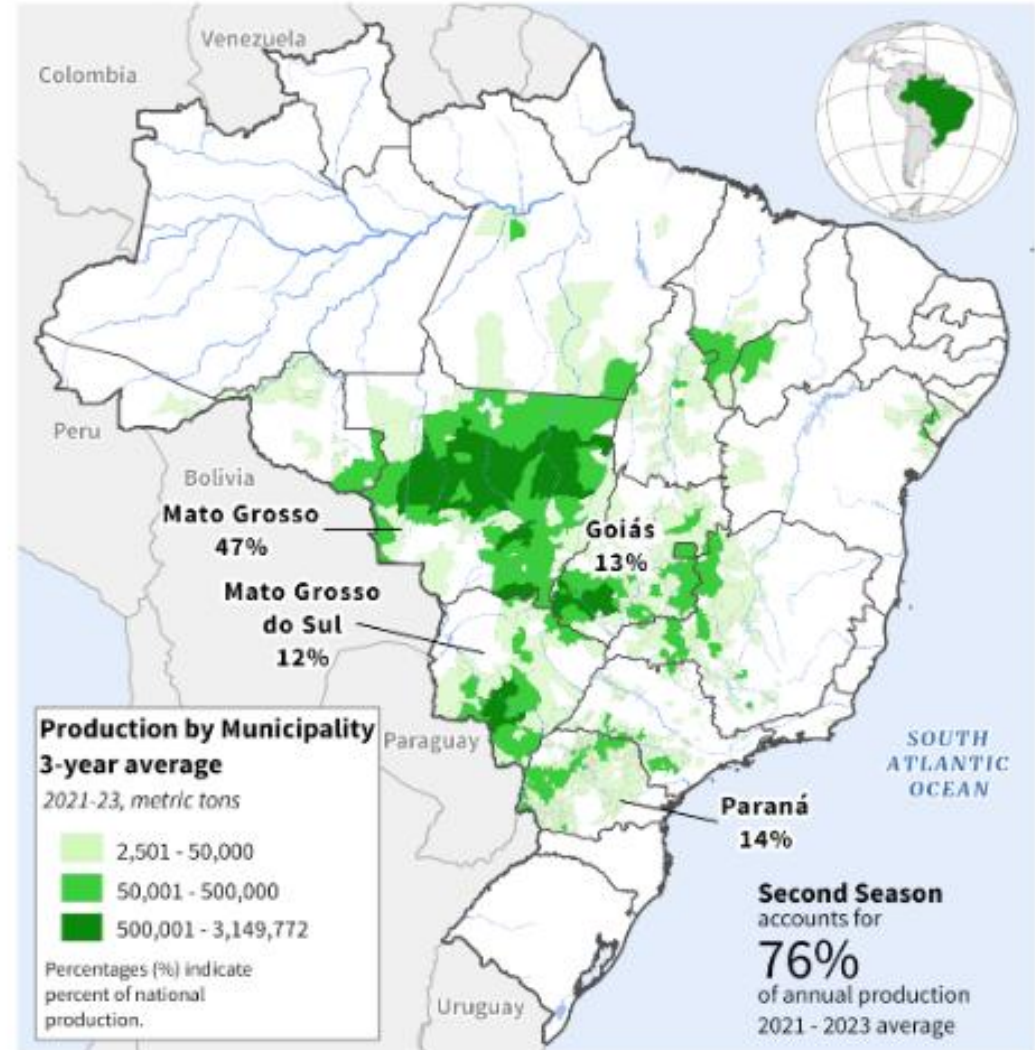 Venezuela
Colombia
Peru
Bolivia
Mato Grosso
47%
Goiás
13%
Mato Grosso
do Sul
12%
Production by Municipality
3-year average
2021-23, metric tons
2,501 - 50,000
50,001 - 500,000
500,001 - 3,149,772
Percentages (%) indicate
percent of national
production.
Paraguay
SOUTH
ATLANTIC
OCEAN
Paraná
14%
Uruguay
Second Season
accounts for
76%
of annual production
2021 - 2023 average